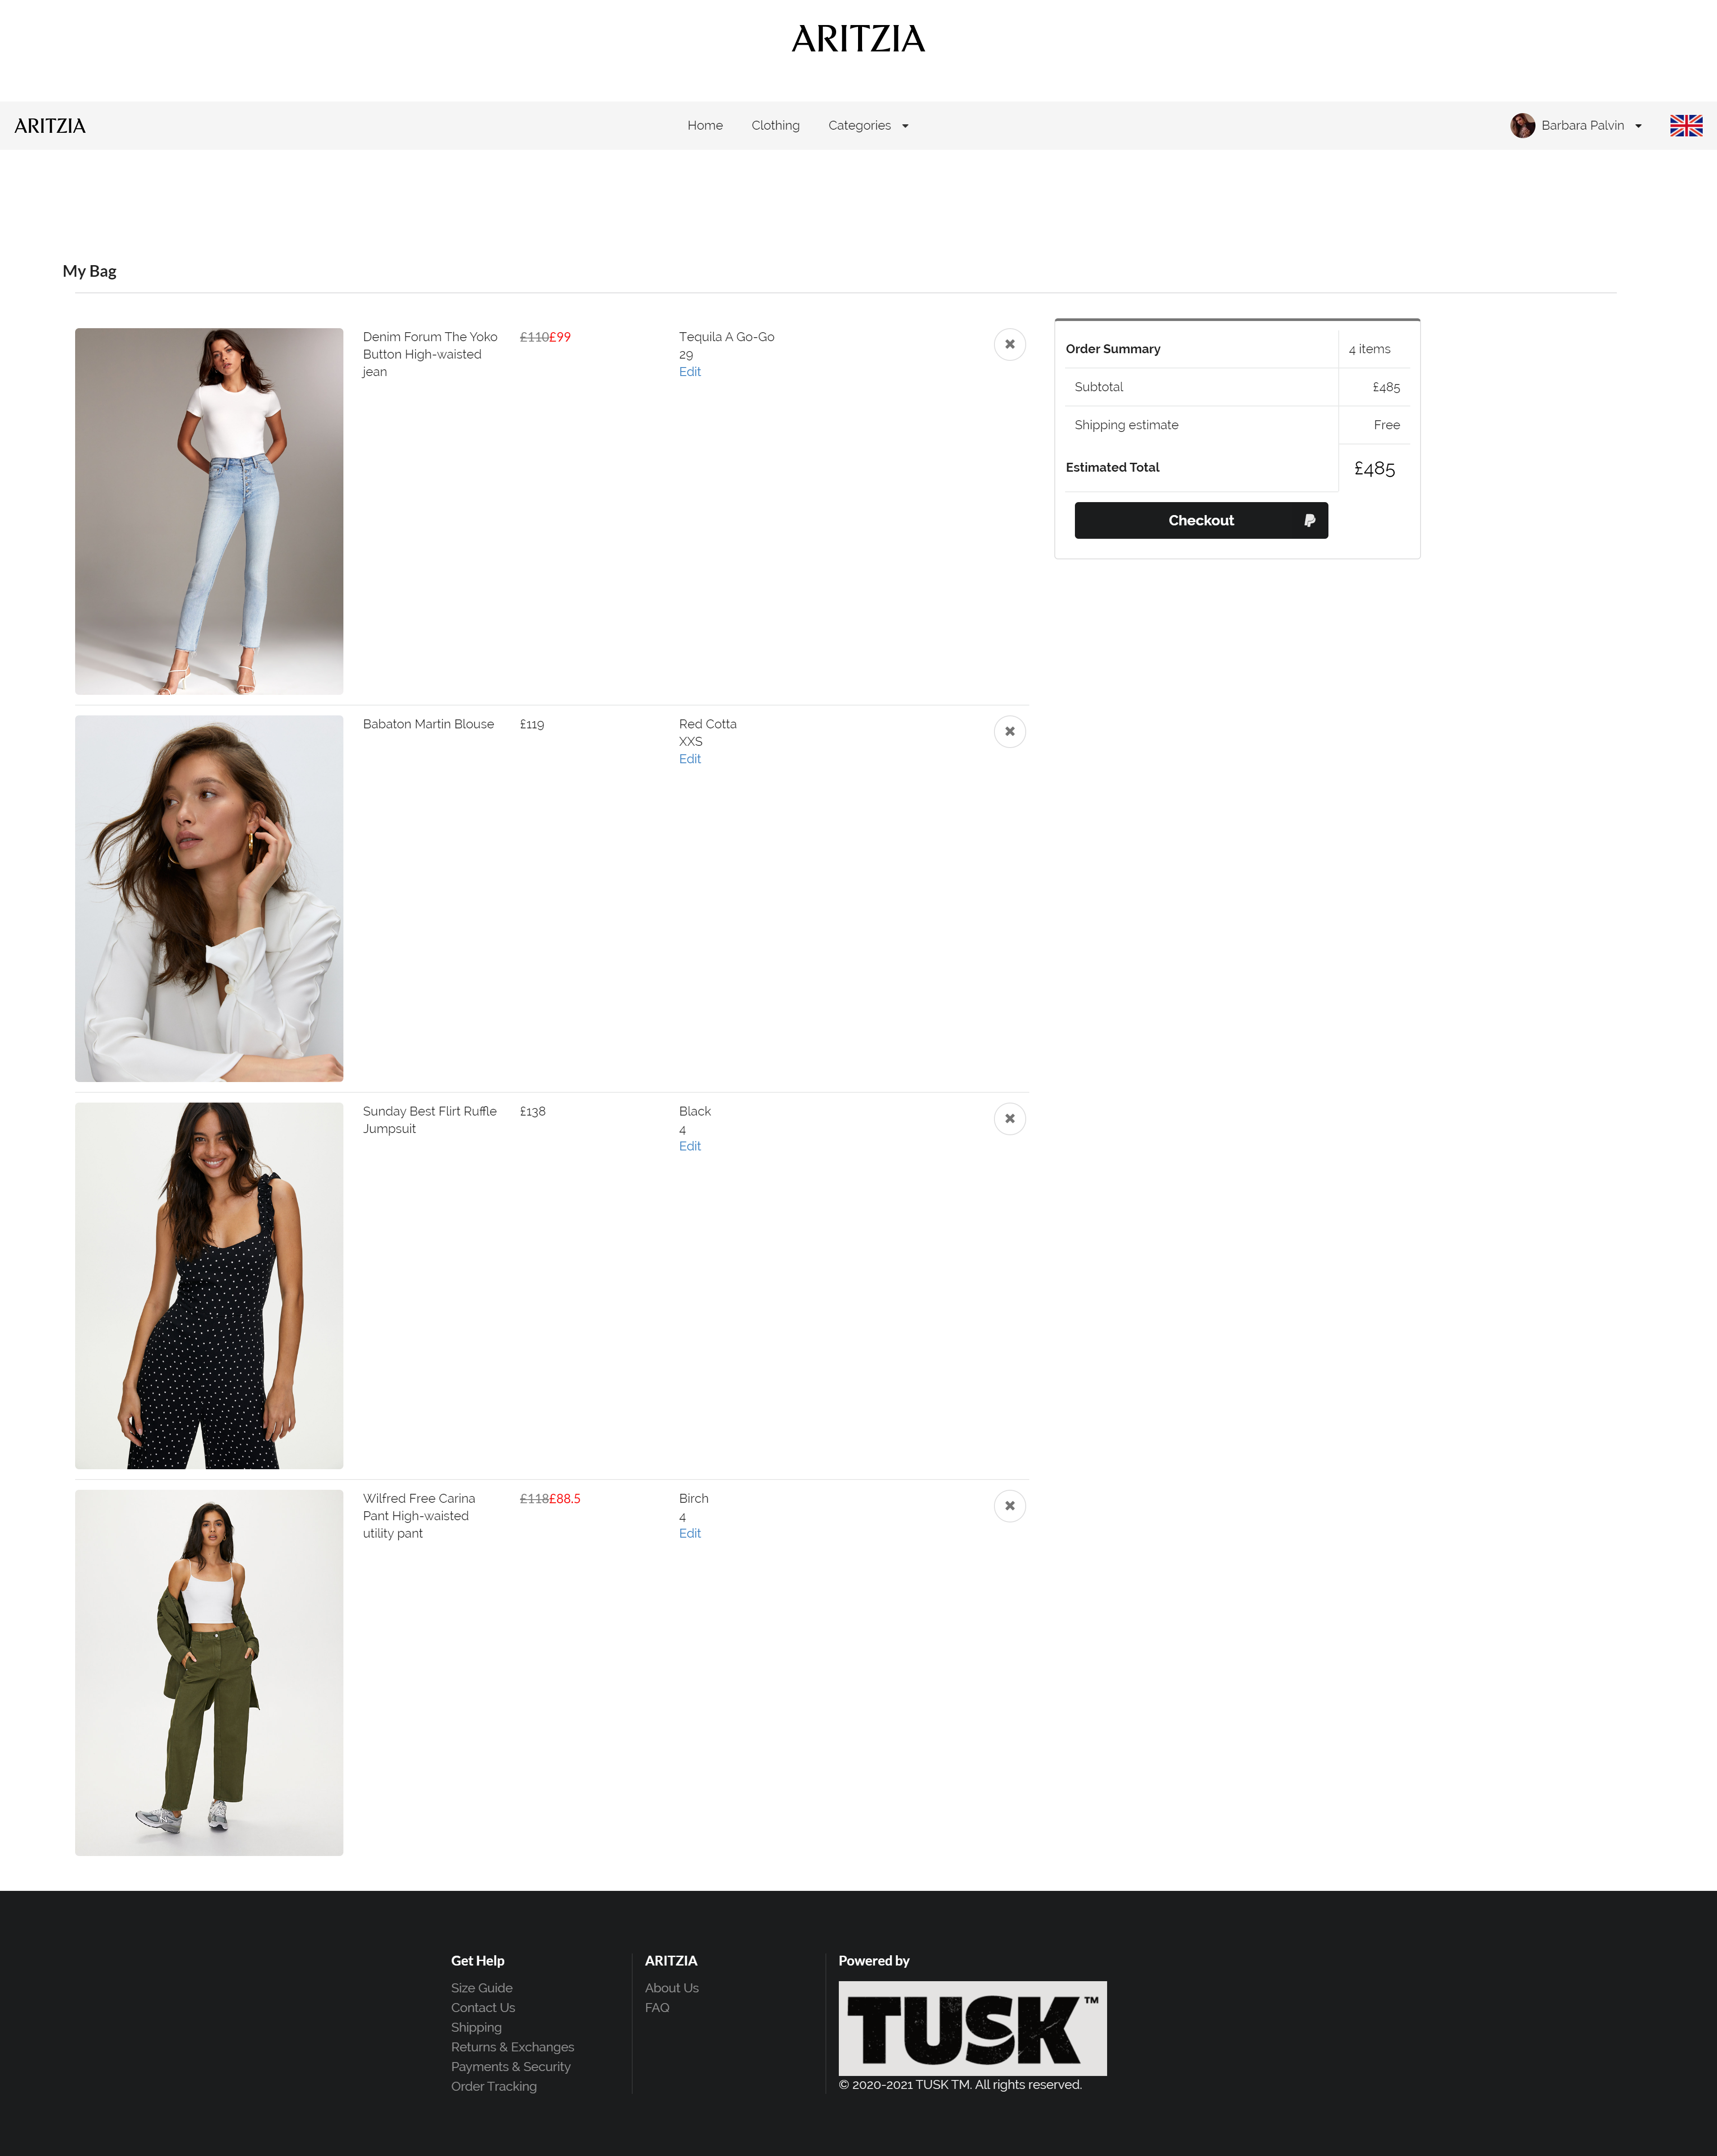 ARITZIA
ARITZIA
Home
Clothing
Categories
Barbara Palvin
My Bag
Denim Forum The Yoko
Button High-waisted
jean
£110£99
Tequila A Go-Go
29
Edit
Babaton Martin Blouse
£119
Red Cotta
XXS
Edit
Sunday Best Flirt Ruffle
Jumpsuit
£138
Black
4
Edit
Wilfred Free Carina
Pant High-waisted
utility pant
£118£88.5
Birch
4
Edit
Order Summary
4 items
Subtotal
£485
Shipping estimate
Free
Estimated Total
£485
Checkout
Get Help
Size Guide
Contact Us
Shipping
Returns & Exchanges
Payments & Security
Order Tracking
ARITZIA
About Us
FAQ
Powered by
TUSK™
© 2020-2021 TUSK TM. All rights reserved.